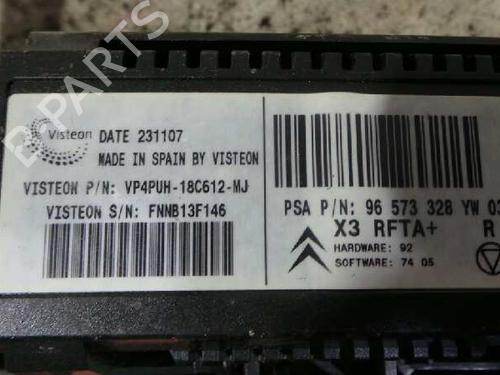 Visteon
DATE 231107
MADE IN SPAIN BY VISTEON
VISTEON P/N: VP4PUH-18C612-MJ
VISTEON S/N: FNNB13F146
PSA P/N: 96 573 328 YW 03
X3 RFTA+ R
HARDWARE: 92
SOFTWARE: 74 05
B-PARTS